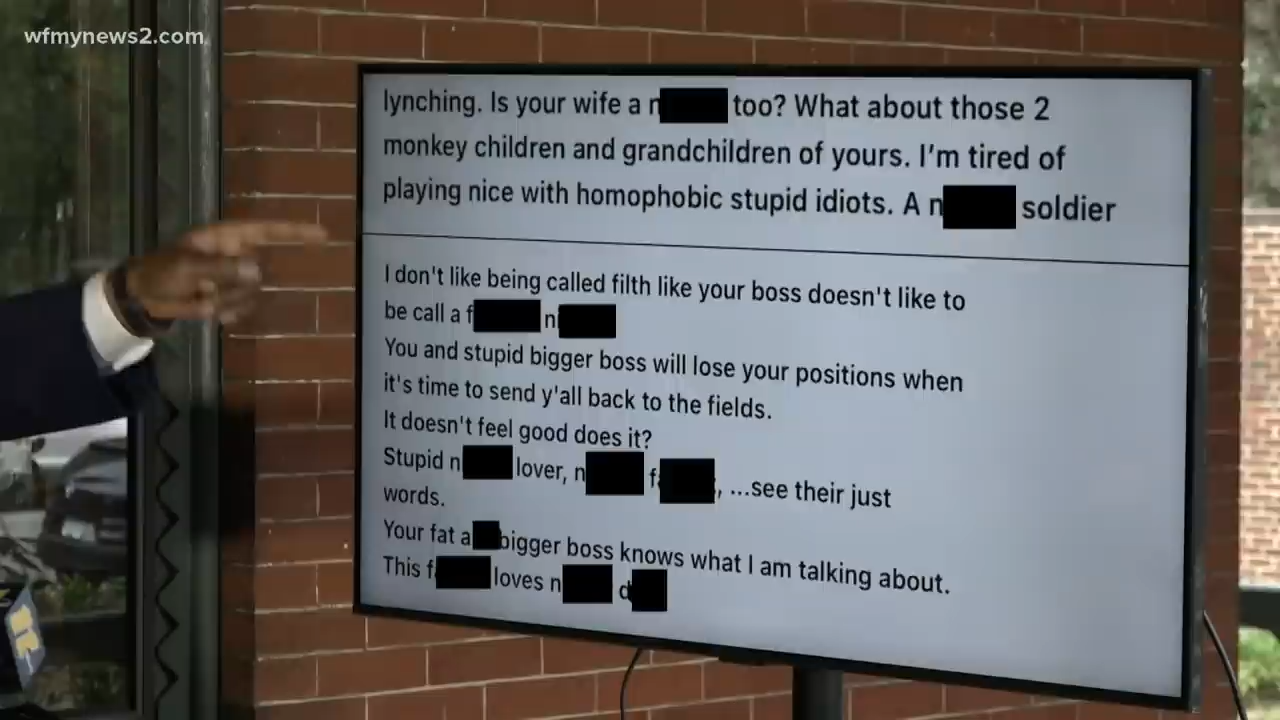 wfmynews2.com
lynching. Is your wife a n too? What about those 2
monkey children and grandchildren of yours. I'm tired of
playing nice with homophobic stupid idiots. A n soldier
I don't like being called filth like your boss doesn't like to
be call a f n
You and stupid bigger boss will lose your positions when
it's time to send y'all back to the fields.
It doesn't feel good does it?
Stupid n lover, n f , ...see their just
words.
Your fat a bigger boss knows what I am talking about.
This f loves n d